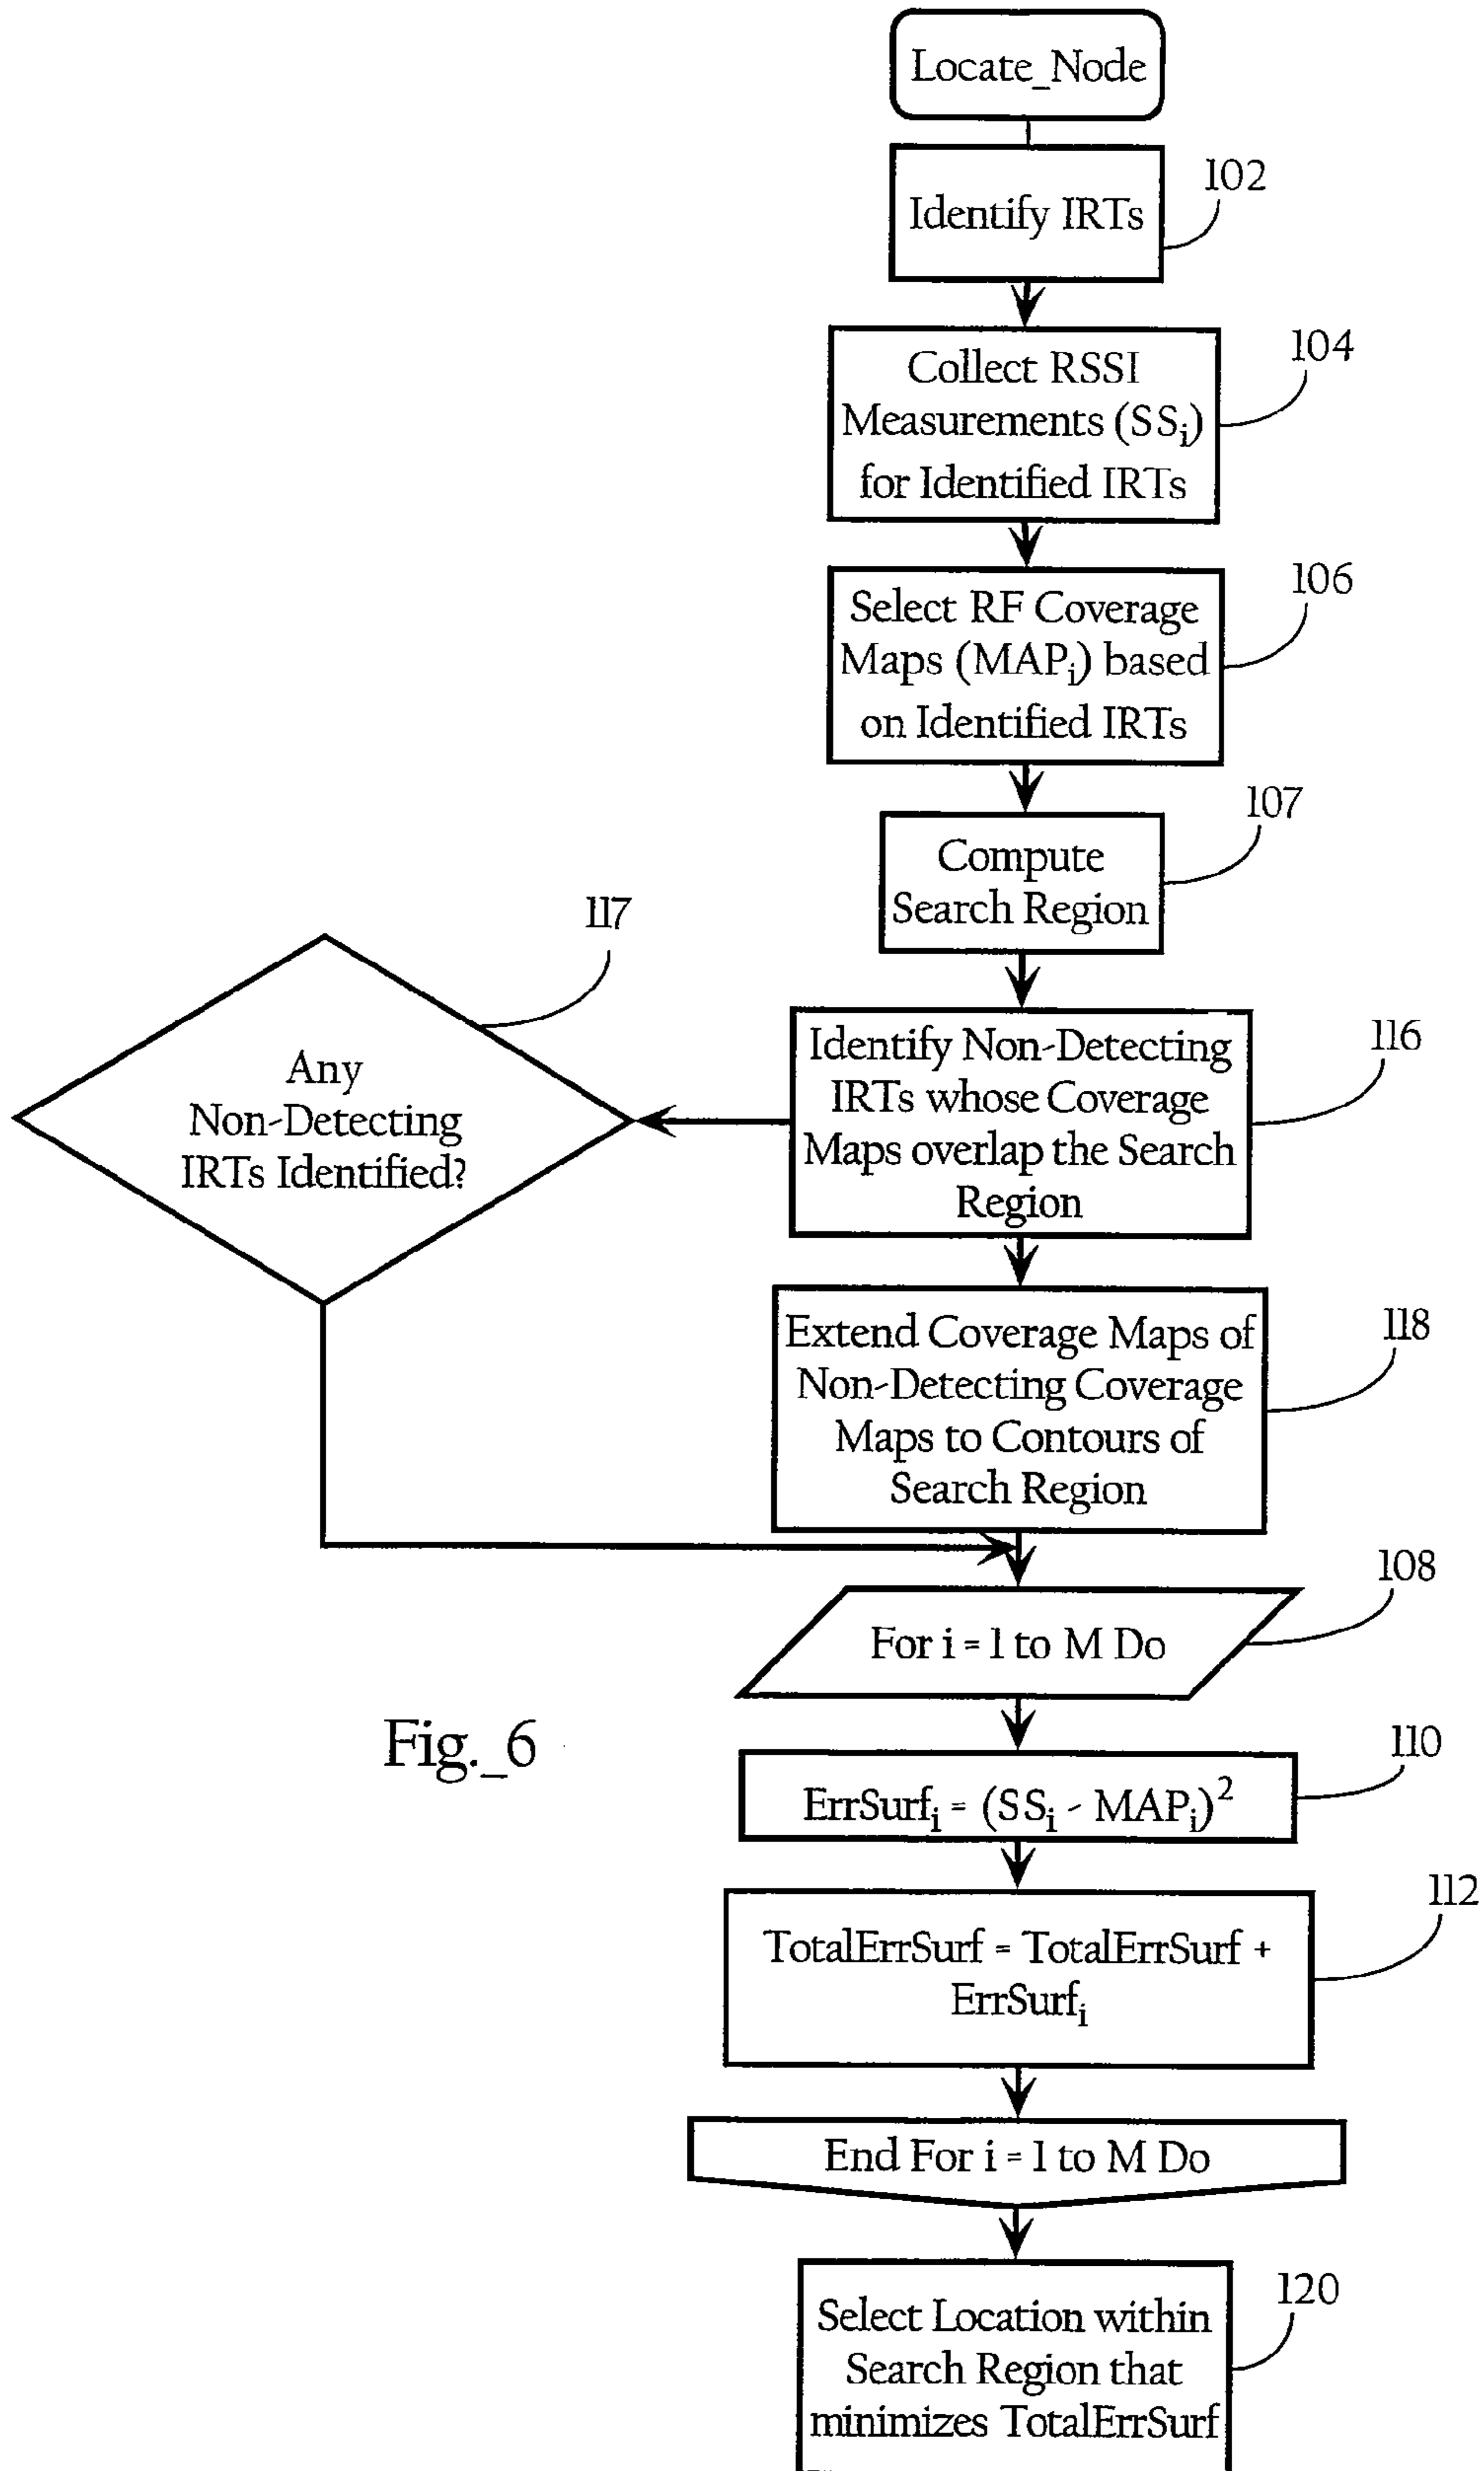 Locate_Node
Identify IRTs
102
Collect RSSI
Measurements (SSi)
for Identified IRTs
104
Select RF Coverage
Maps (MAPi) based
on Identified IRTs
106
Compute
Search Region
107
Identify Non-Detecting
IRTs whose Coverage
Maps overlap the Search
Region
116
Any
Non-Detecting
IRTs Identified?
117
Extend Coverage Maps of
Non-Detecting Coverage
Maps to Contours of
Search Region
118
For i = 1 to M Do
108
Fig._6
ErrSurfi = (SSi - MAPi)2
110
TotalErrSurf = TotalErrSurf +
ErrSurfi
112
End For i = 1 to M Do
Select Location within
Search Region that
minimizes TotalErrSurf
120